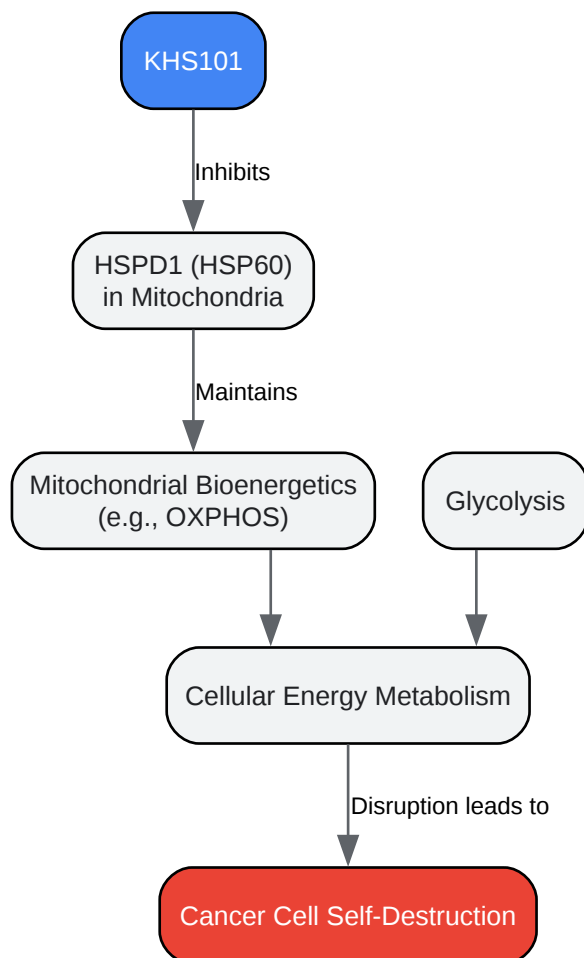 KHS101
Inhibits
HSPD1 (HSP60)
in Mitochondria
Maintains
Mitochondrial Bioenergetics
(e.g., OXPHOS)
Glycolysis
Cellular Energy Metabolism
Disruption leads to
Cancer Cell Self-Destruction